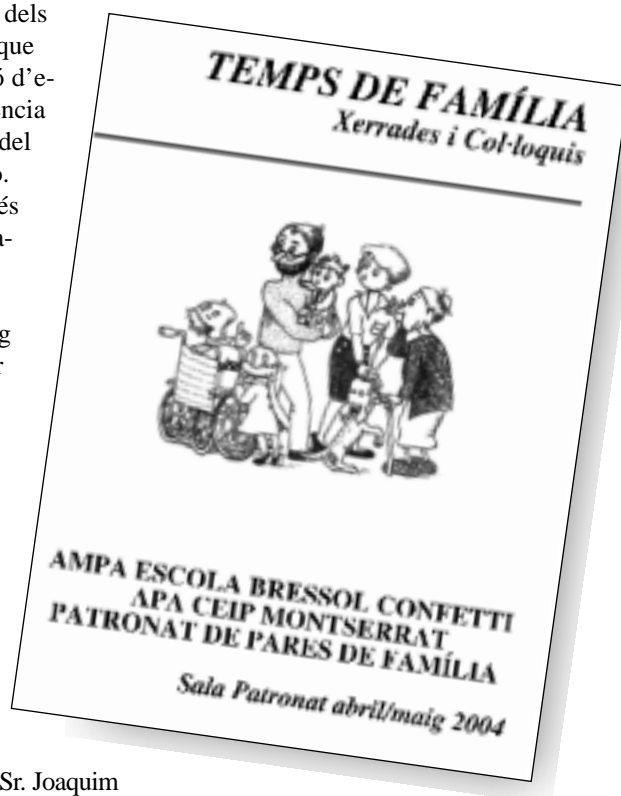 dels
que
ó d’e-
ència
del
o.
és
a-
g
r
TEMPS DE FAMÍLIA
Xerrades i Col·loquis
AMPA ESCOLA BRESSOL CONFETTI
APA CEIP MONTSERRAT
PATRONAT DE PARES DE FAMÍLIA
Sala Patronat abril/maig 2004
Sr. Joaquim